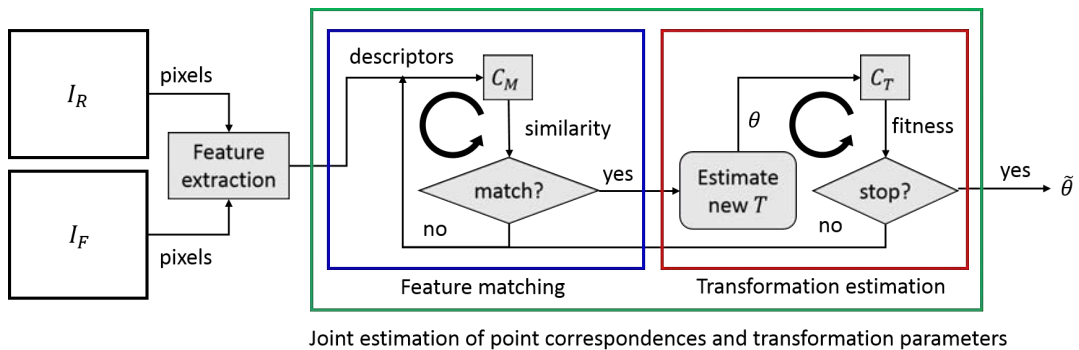 I_R
pixels
Feature
extraction
I_F
pixels
descriptors
C_M
similarity
match?
yes
no
Feature matching
θ
C_T
fitness
Estimate
new T
stop?
yes
no
θ̃
Transformation estimation
Joint estimation of point correspondences and transformation parameters